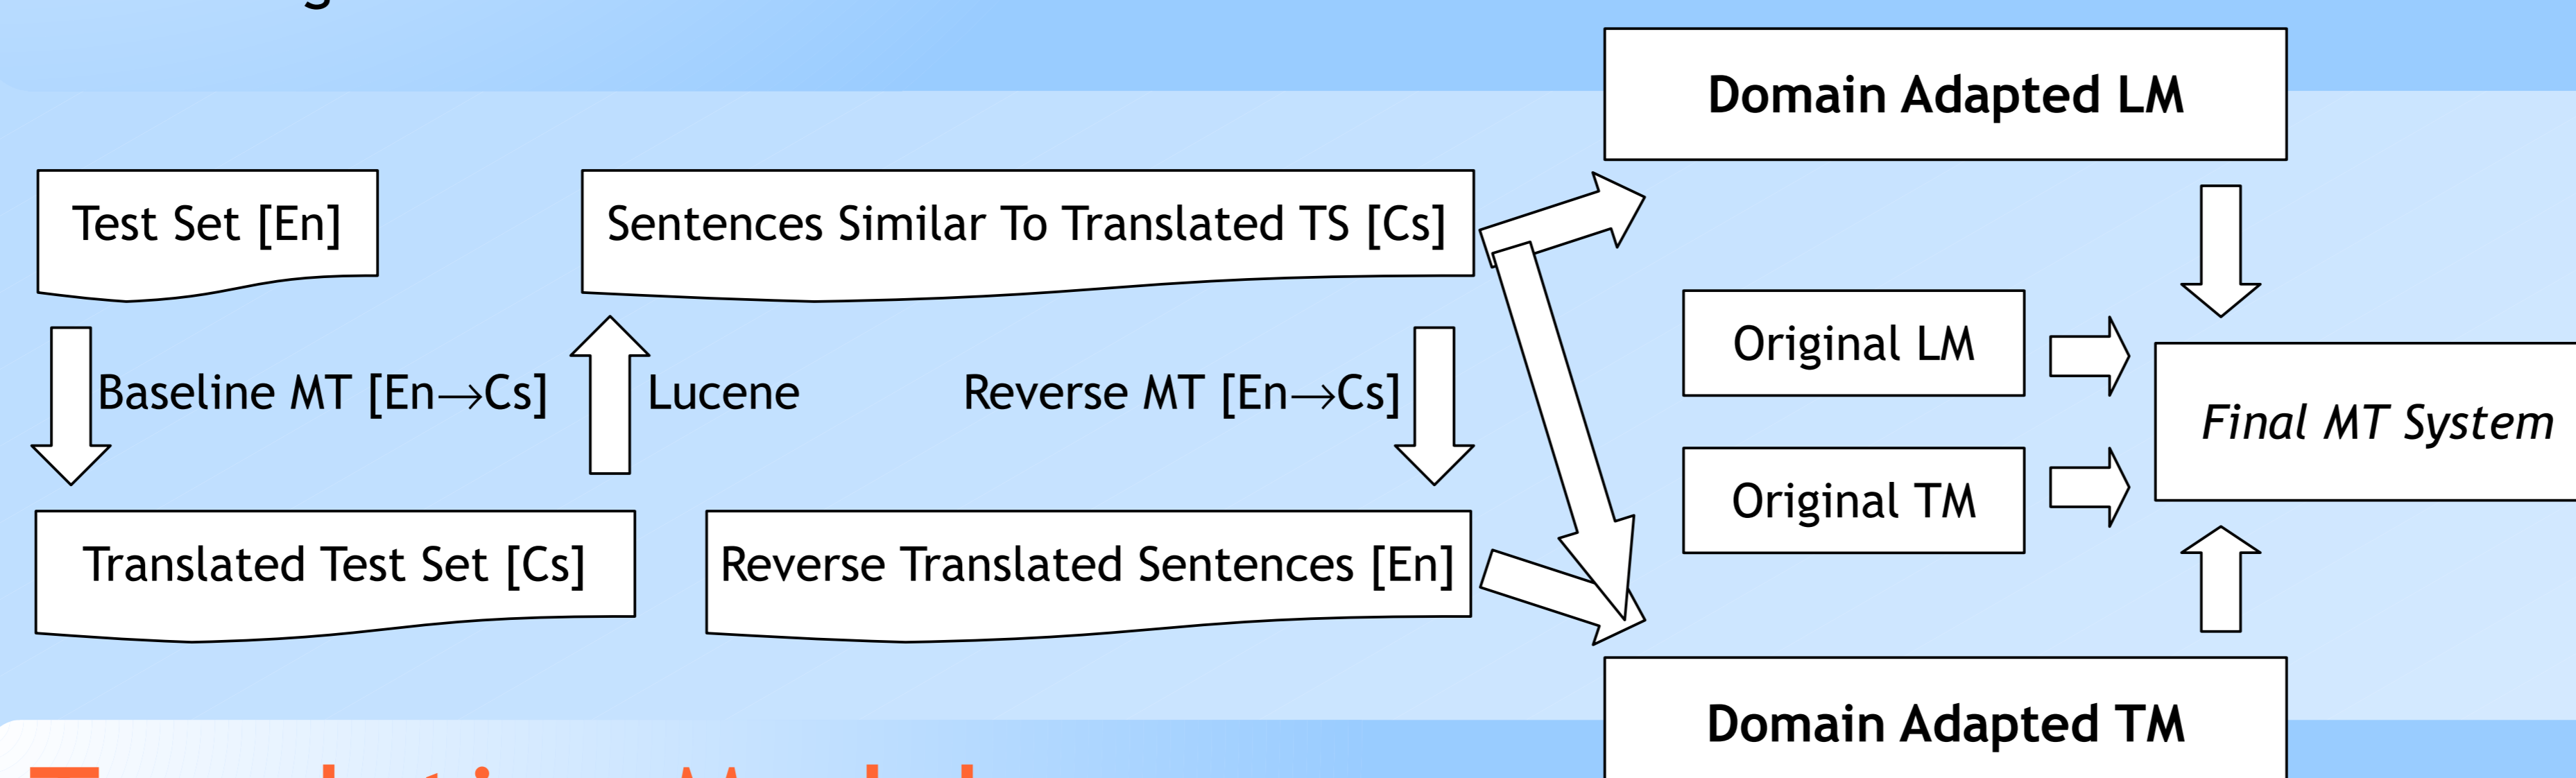 Domain Adapted LM
Test Set [En]
Sentences Similar To Translated TS [Cs]
Original LM
Baseline MT [En→Cs]
Lucene
Reverse MT [En→Cs]
Final MT System
Original TM
Translated Test Set [Cs]
Reverse Translated Sentences [En]
Domain Adapted TM